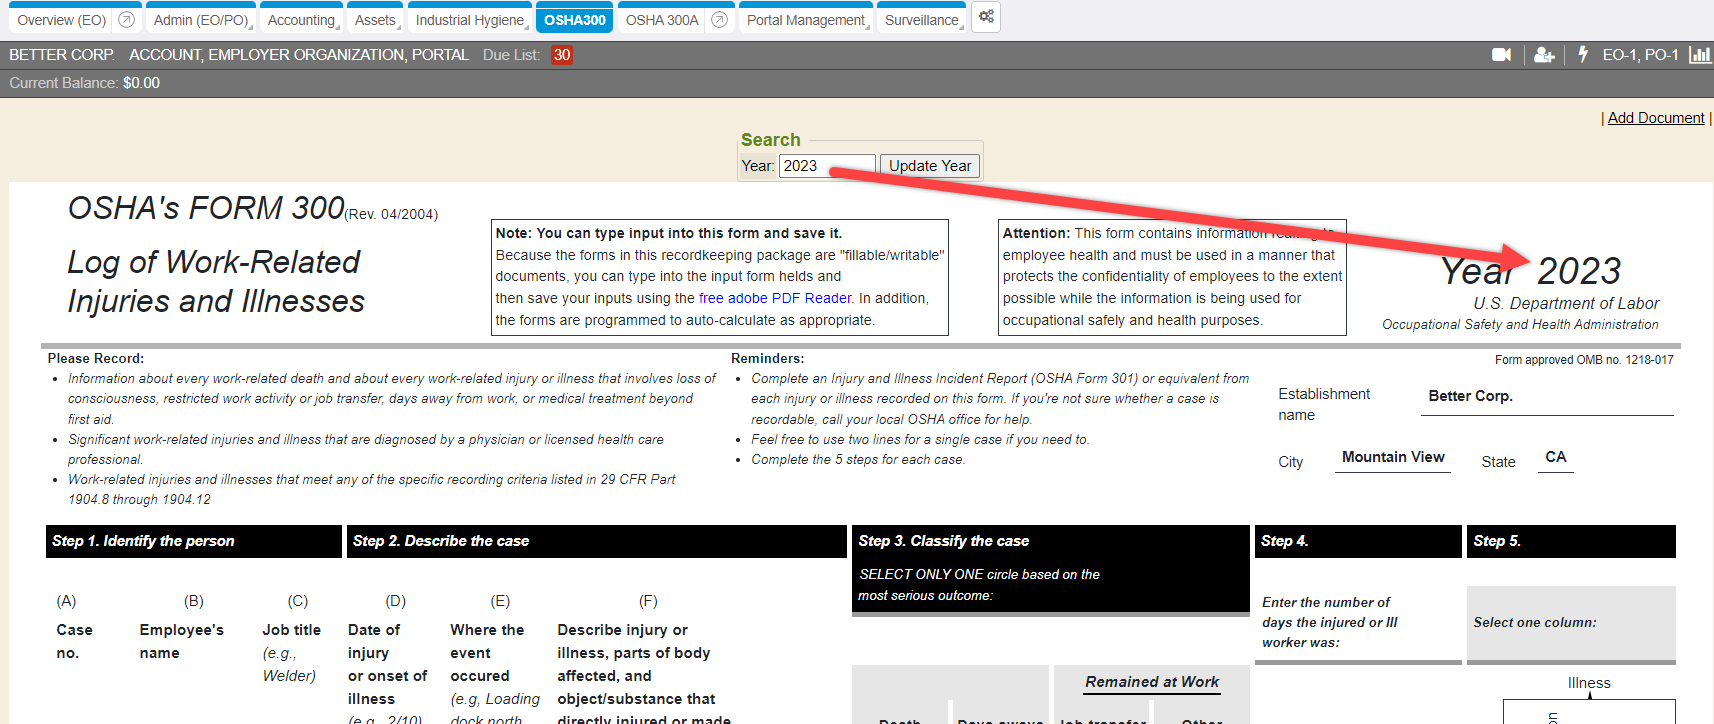 Overview (EO) Admin (EO/PO) Accounting Assets Industrial Hygiene OSHA300 OSHA 300A Portal Management Surveillance
BETTER CORP. ACCOUNT, EMPLOYER ORGANIZATION, PORTAL Due List: 30 EO-1, PO-1
Current Balance: $0.00
| Add Document |
Search
Year: 2023 Update Year
OSHA's FORM 300(Rev. 04/2004)
Log of Work-Related
Injuries and Illnesses
Note: You can type input into this form and save it.
Because the forms in this recordkeeping package are "fillable/writable"
documents, you can type into the input form helds and
then save your inputs using the free adobe PDF Reader. In addition,
the forms are programmed to auto-calculate as appropriate.
Attention: This form contains information relating to
employee health and must be used in a manner that
protects the confidentiality of employees to the extent
possible while the information is being used for
occupational safely and health purposes.
Year 2023
U.S. Department of Labor
Occupational Safety and Health Administration
Form approved OMB no. 1218-017
Please Record:
• Information about every work-related death and about every work-related injury or illness that involves loss of
consciousness, restricted work activity or job transfer, days away from work, or medical treatment beyond
first aid.
• Significant work-related injuries and illness that are diagnosed by a physician or licensed health care
professional.
• Work-related injuries and illnesses that meet any of the specific recording criteria listed in 29 CFR Part
1904.8 through 1904.12
Reminders:
• Complete an Injury and Illness Incident Report (OSHA Form 301) or equivalent from
each injury or illness recorded on this form. If you're not sure whether a case is
recordable, call your local OSHA office for help.
• Feel free to use two lines for a single case if you need to.
• Complete the 5 steps for each case.
Establishment
name
Better Corp.
City Mountain View State CA
Step 1. Identify the person
Step 2. Describe the case
Step 3. Classify the case
SELECT ONLY ONE circle based on the
most serious outcome:
Step 4.
Step 5.
(A)
Case
no.
(B)
Employee's
name
(C)
Job title
(e.g.,
Welder)
(D)
Date of
injury
or onset of
illness
(e.g., 2/10)
(E)
Where the
event
occured
(e.g, Loading
dock north
(F)
Describe injury or
illness, parts of body
affected, and
object/substance that
directly injured or made
Remained at Work
Death Days away Job transfer Other
Enter the number of
days the injured or Ill
worker was:
Select one column:
Illness